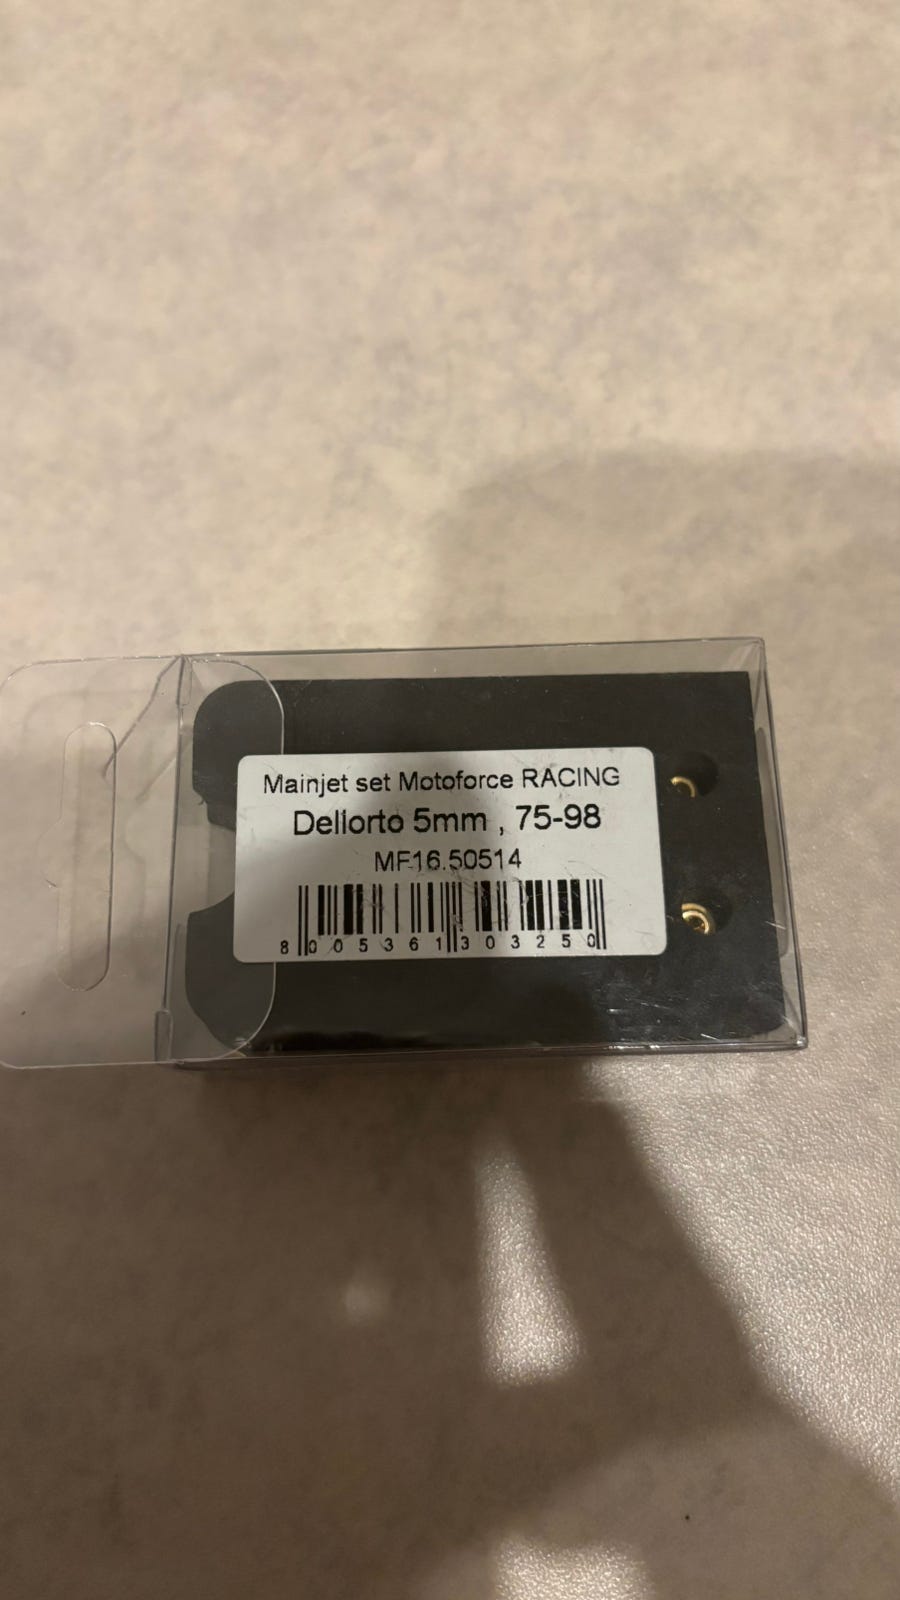 Mainjet set Motoforce RACING
Dellorto 5mm , 75-98
MF16.50514
8 005361 303250